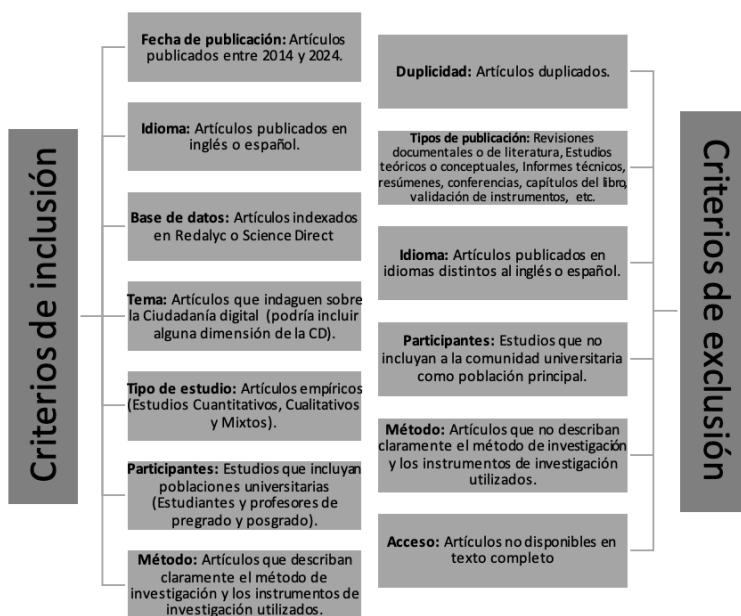 Criterios de inclusión
Fecha de publicación: Artículos
publicados entre 2014 y 2024.
Idioma: Artículos publicados en
inglés o español.
Base de datos: Artículos indexados
en Redalyc o Science Direct
Tema: Artículos que indaguen sobre
la Ciudadanía digital (podría incluir
alguna dimensión de la CD).
Tipo de estudio: Artículos empíricos
(Estudios Cuantitativos, Cualitativos
y Mixtos).
Participantes: Estudios que incluyan
poblaciones universitarias
(Estudiantes y profesores de
pregrado y posgrado).
Método: Artículos que describan
claramente el método de
investigación y los instrumentos de
investigación utilizados.
Criterios de exclusión
Duplicidad: Artículos duplicados.
Tipos de publicación: Revisiones
documentales o de literatura, Estudios
teóricos o conceptuales, Informes técnicos,
resúmenes, conferencias, capítulos del libro,
validación de instrumentos, etc.
Idioma: Artículos publicados en
idiomas distintos al inglés o español.
Participantes: Estudios que no
incluyan a la comunidad universitaria
como población principal.
Método: Artículos que no describan
claramente el método de investigación
y los instrumentos de investigación
utilizados.
Acceso: Artículos no disponibles en
texto completo